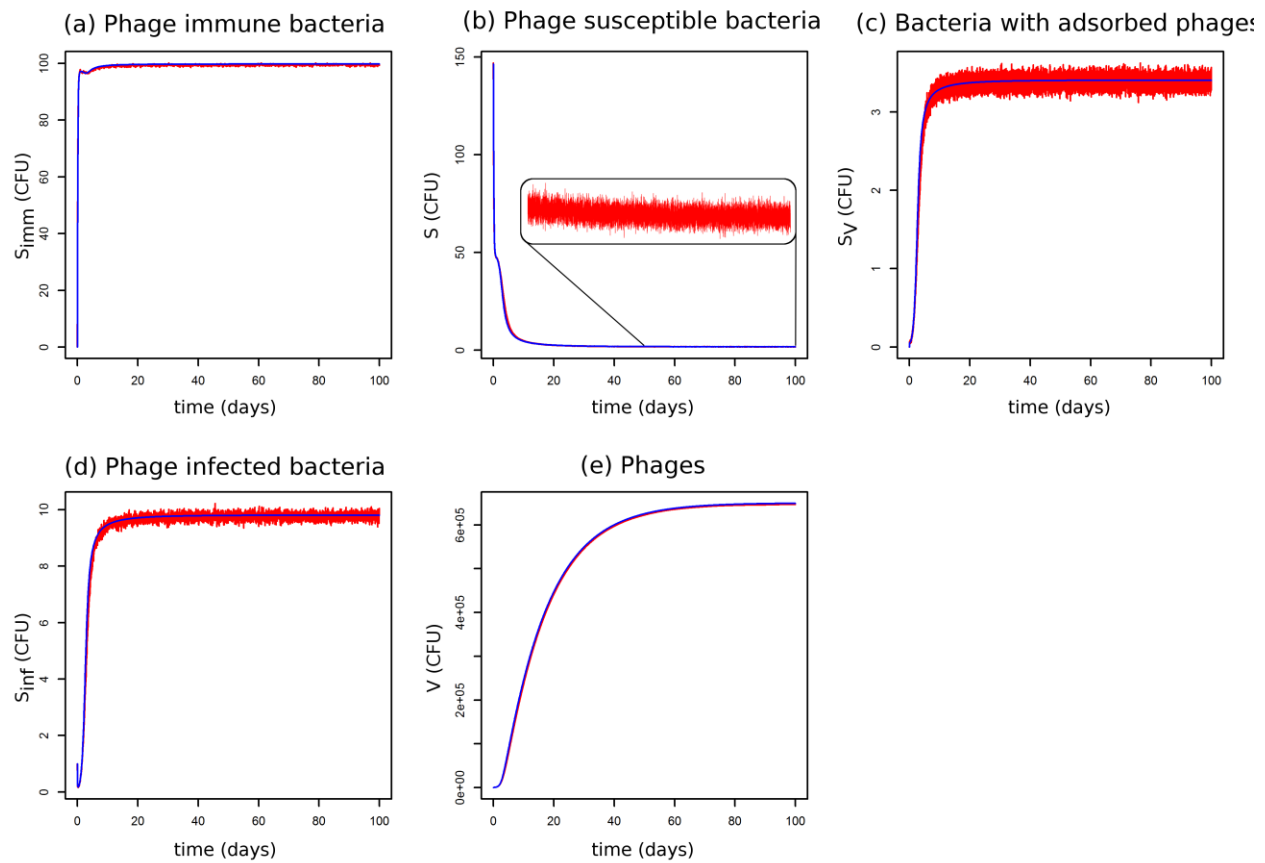 (a) Phage immune bacteria
S_imm (CFU)
100
80
60
40
20
0
0 20 40 60 80 100
time (days)
(b) Phage susceptible bacteria
S (CFU)
150
100
50
0
0 20 40 60 80 100
time (days)
(c) Bacteria with adsorbed phages
S_V (CFU)
3
2
1
0
0 20 40 60 80 100
time (days)
(d) Phage infected bacteria
S_inf (CFU)
10
8
6
4
2
0
0 20 40 60 80 100
time (days)
(e) Phages
V (CFU)
6e+05
4e+05
2e+05
0e+00
0 20 40 60 80 100
time (days)